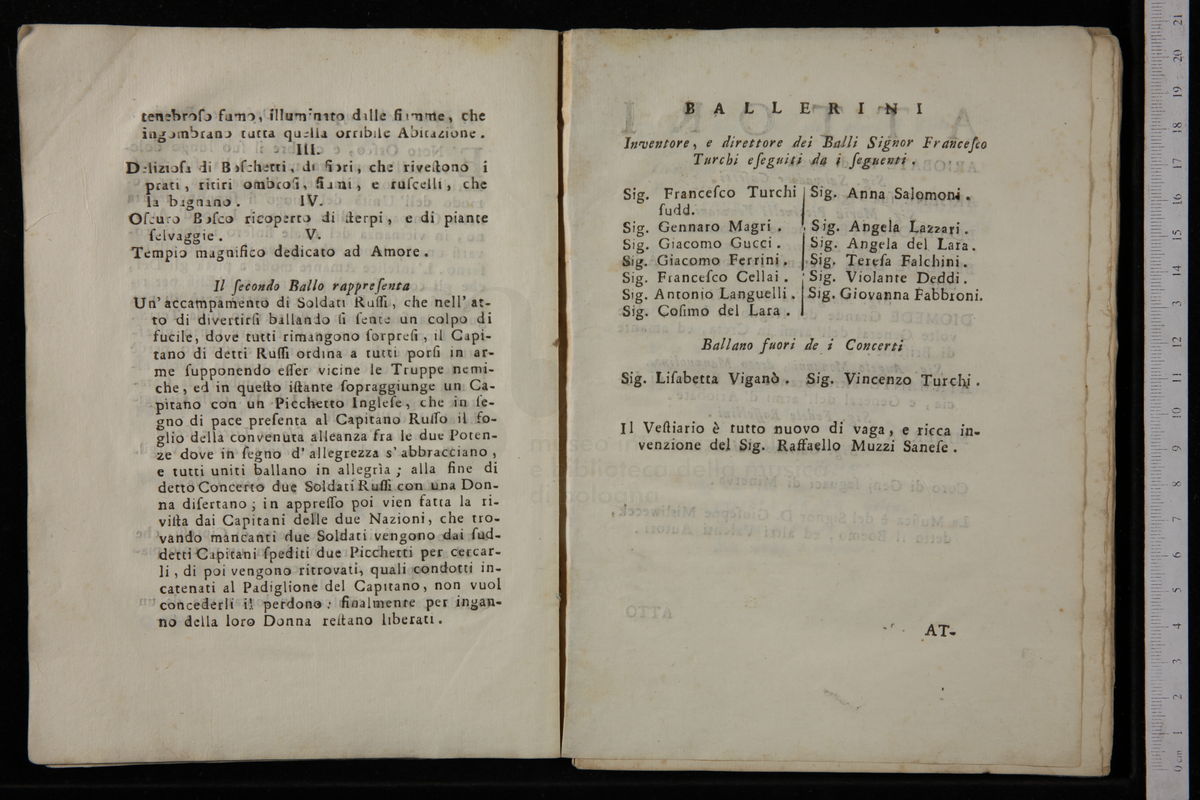 tenebroſo fumo, illuminato dalle fiamme, che
ingombrano tutta quella orribile Abitazione.
III.
Delizioſa di Boſchetti, di fiori, che riveſtono i
prati, ritiri ombroſi, fiumi, e ruſcelli, che
la bagnano. IV.
Oſcuro Boſco ricoperto di ſterpi, e di piante
ſelvaggie. V.
Tempio magnifico dedicato ad Amore.
Il ſecondo Ballo rappreſenta
Un' accampamento di Soldati Ruſſi, che nell' at-
to di divertirſi ballando ſi ſente un colpo di
fucile, dove tutti rimangono ſorpreſi, il Capi-
tano di detti Ruſſi ordina a tutti porſi in ar-
me ſupponendo eſſer vicine le Truppe nemi-
che, ed in queſto iſtante ſopraggiunge un Ca-
pitano con un Picchetto Ingleſe, che in ſe-
gno di pace preſenta al Capitano Ruſſo il fo-
glio della convenuta alleanza fra le due Poten-
ze dove in ſegno d' allegrezza s' abbracciano,
e tutti uniti ballano in allegrìa; alla fine di
detto Concerto due Soldati Ruſſi con una Don-
na diſertano; in appreſſo poi vien fatta la ri-
viſta dai Capitani delle due Nazioni, che tro-
vando mancanti due Soldati vengono dai ſud-
detti Capitani ſpediti due Picchetti per cercar-
li, di poi vengono ritrovati, quali condotti in-
catenati al Padiglione del Capitano, non vuol
concederli il perdono: finalmente per ingan-
no della loro Donna reſtano liberati.
BALLERINI
Inventore, e direttore dei Balli Signor Franceſco
Turchi eſeguiti da i ſeguenti.
Sig. Franceſco Turchi ſudd.
Sig. Gennaro Magri.
Sig. Giacomo Gucci.
Sig. Giacomo Ferrini.
Sig. Franceſco Cellai.
Sig. Antonio Languelli.
Sig. Coſimo del Lara.
Sig. Anna Salomoni.
Sig. Angela Lazzari.
Sig. Angela del Lara.
Sig. Tereſa Falchini.
Sig. Violante Deddi.
Sig. Giovanna Fabbroni.
Ballano fuori de i Concerti
Sig. Liſabetta Viganò. Sig. Vincenzo Turchi.
Il Veſtiario è tutto nuovo di vaga, e ricca in-
venzione del Sig. Raffaello Muzzi Saneſe.
AT-
museo in
e biblioteca della musica
di bologna